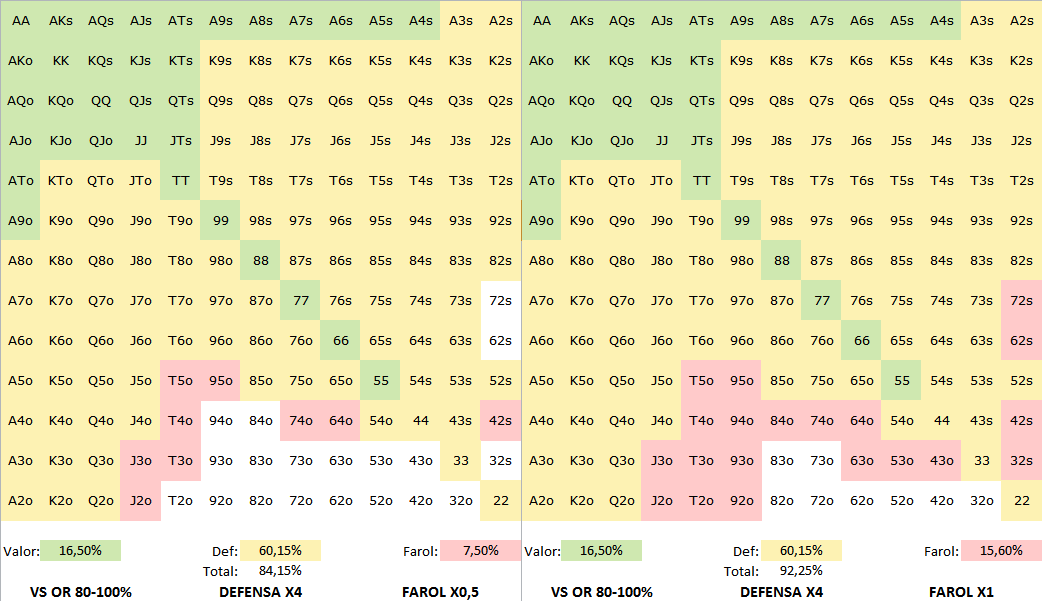 AA AKs AQs AJs ATs A9s A8s A7s A6s A5s A4s A3s A2s AA AKs AQs AJs ATs A9s A8s A7s A6s A5s A4s A3s A2s
AKo KK KQs KJs KTs K9s K8s K7s K6s K5s K4s K3s K2s AKo KK KQs KJs KTs K9s K8s K7s K6s K5s K4s K3s K2s
AQo KQo QQ QJs QTs Q9s Q8s Q7s Q6s Q5s Q4s Q3s Q2s AQo KQo QQ QJs QTs Q9s Q8s Q7s Q6s Q5s Q4s Q3s Q2s
AJo KJo QJo JJ JTs J9s J8s J7s J6s J5s J4s J3s J2s AJo KJo QJo JJ JTs J9s J8s J7s J6s J5s J4s J3s J2s
ATo KTo QTo JTo TT T9s T8s T7s T6s T5s T4s T3s T2s ATo KTo QTo JTo TT T9s T8s T7s T6s T5s T4s T3s T2s
A9o K9o Q9o J9o T9o 99 98s 97s 96s 95s 94s 93s 92s A9o K9o Q9o J9o T9o 99 98s 97s 96s 95s 94s 93s 92s
A8o K8o Q8o J8o T8o 98o 88 87s 86s 85s 84s 83s 82s A8o K8o Q8o J8o T8o 98o 88 87s 86s 85s 84s 83s 82s
A7o K7o Q7o J7o T7o 97o 87o 77 76s 75s 74s 73s 72s A7o K7o Q7o J7o T7o 97o 87o 77 76s 75s 74s 73s 72s
A6o K6o Q6o J6o T6o 96o 86o 76o 66 65s 64s 63s 62s A6o K6o Q6o J6o T6o 96o 86o 76o 66 65s 64s 63s 62s
A5o K5o Q5o J5o T5o 95o 85o 75o 65o 55 54s 53s 52s A5o K5o Q5o J5o T5o 95o 85o 75o 65o 55 54s 53s 52s
A4o K4o Q4o J4o T4o 94o 84o 74o 64o 54o 44 43s 42s A4o K4o Q4o J4o T4o 94o 84o 74o 64o 54o 44 43s 42s
A3o K3o Q3o J3o T3o 93o 83o 73o 63o 53o 43o 33 32s A3o K3o Q3o J3o T3o 93o 83o 73o 63o 53o 43o 33 32s
A2o K2o Q2o J2o T2o 92o 82o 72o 62o 52o 42o 32o 22 A2o K2o Q2o J2o T2o 92o 82o 72o 62o 52o 42o 32o 22
Valor: 16,50% Def: 60,15% Farol: 7,50% Valor: 16,50% Def: 60,15% Farol: 15,60%
Total: 84,15% Total: 92,25%
VS OR 80-100% DEFENSA X4 FAROL X0,5 VS OR 80-100% DEFENSA X4 FAROL X1